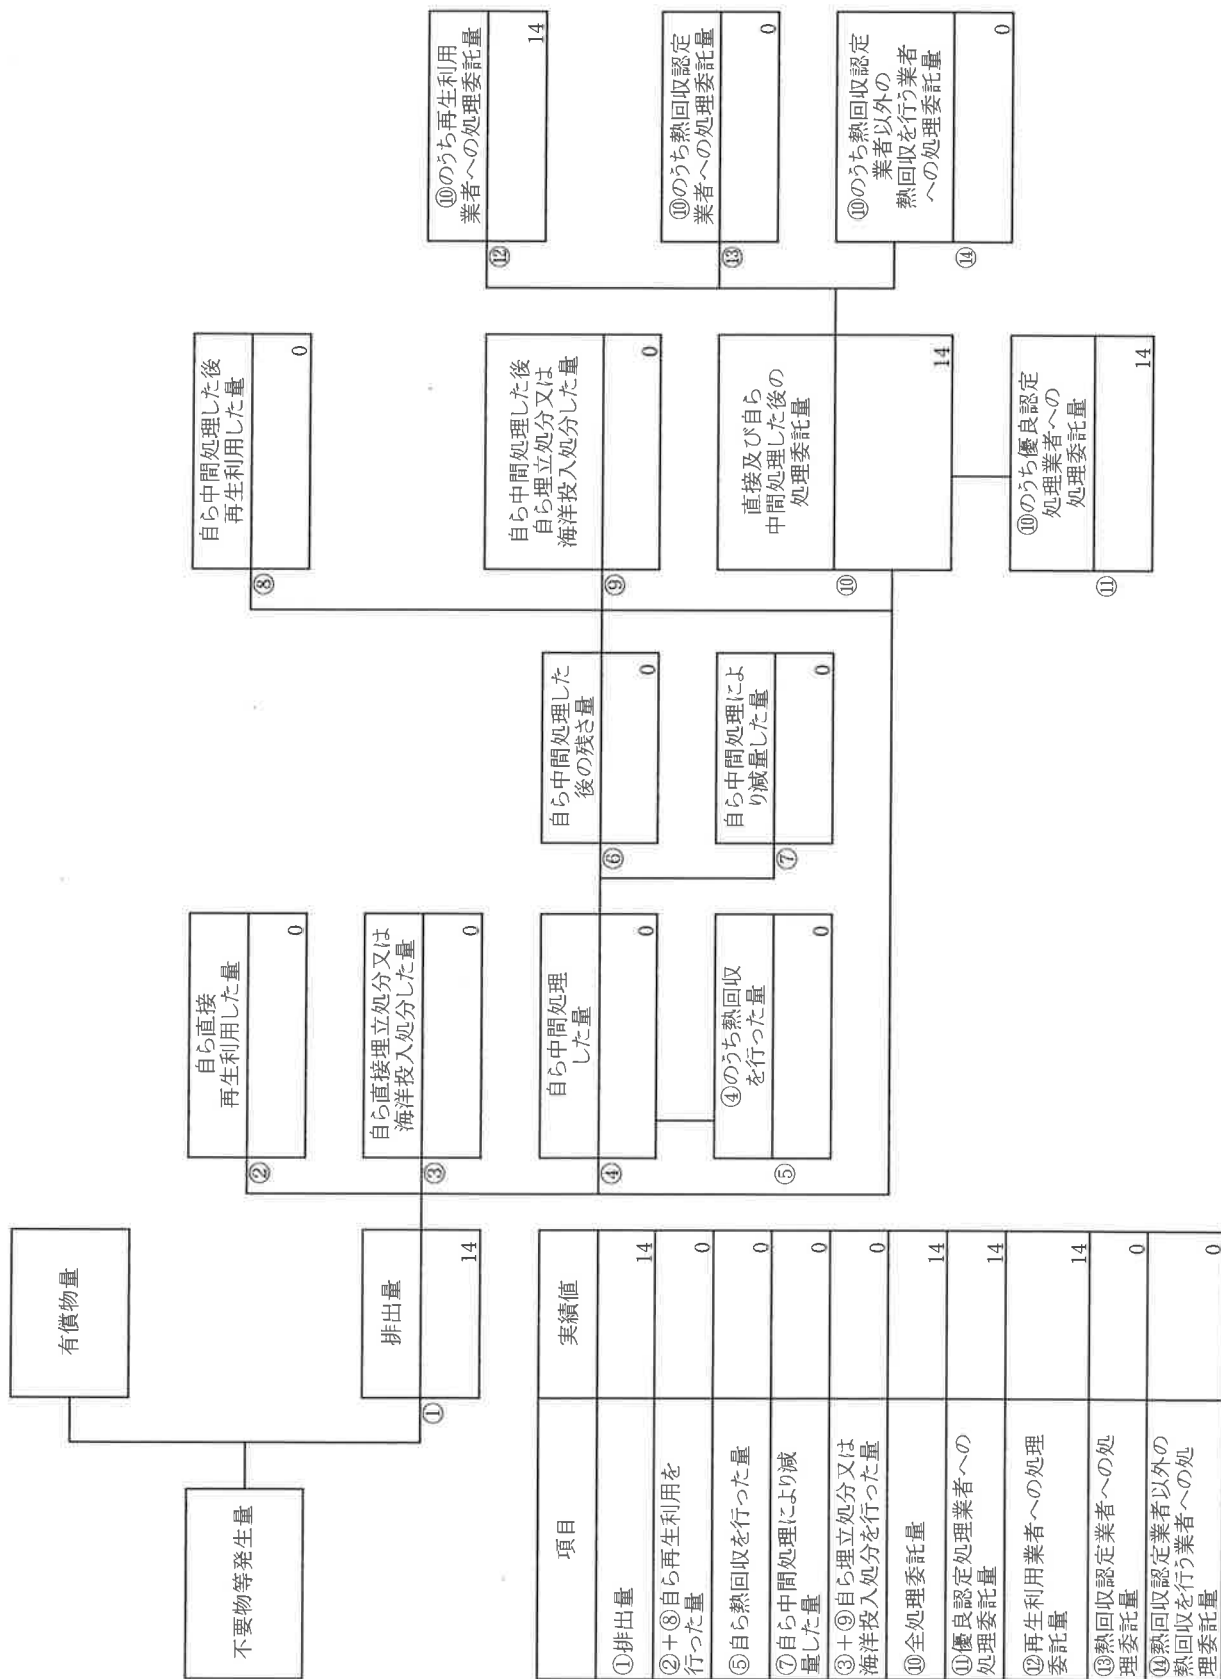 不要物等発生量
有償物量
①
排出量
14
②
自ら直接
再生利用した量
0
③
自ら直接埋立処分又は
海洋投入処分した量
0
④
自ら中間処理
した量
0
⑤
④のうち熱回収
を行った量
0
⑥
自ら中間処理した
後の残さ量
0
⑦
自ら中間処理によ
り減量した量
0
⑧
自ら中間処理した後
再生利用した量
0
⑨
自ら中間処理した後
自ら埋立処分又は
海洋投入処分した量
0
⑩
直接及び自ら
中間処理した後の
処理委託量
14
⑪
⑩のうち優良認定
処理業者への
処理委託量
14
⑫
⑩のうち再生利用
業者への処理委託量
14
⑬
⑩のうち熱回収認定
業者への処理委託量
0
⑭
⑩のうち熱回収認定
業者以外の
熱回収を行う業者
への処理委託量
0
項目
実績値
①排出量
14
②+⑧自ら再生利用を
行った量
0
⑤自ら熱回収を行った量
0
⑦自ら中間処理により減
量した量
0
③+⑨自ら埋立処分又は
海洋投入処分を行った量
0
⑩全処理委託量
14
⑪優良認定処理業者への
処理委託量
14
⑫再生利用業者への処理
委託量
14
⑬熱回収認定業者への処
理委託量
0
⑭熱回収認定業者以外の
熱回収を行う業者への処
理委託量
0